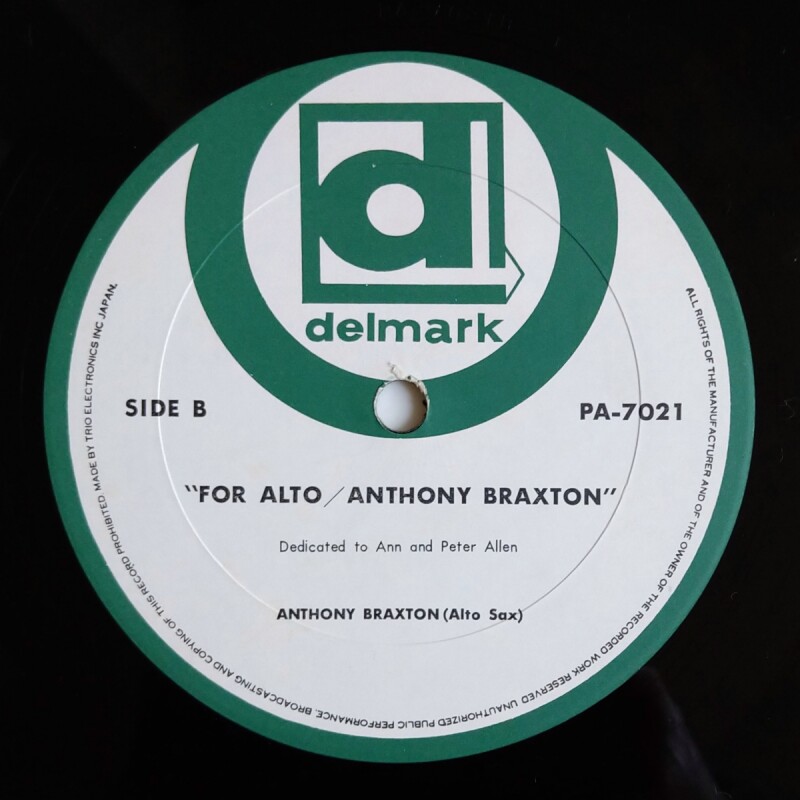 dl
delmark
SIDE B
PA-7021
"FOR ALTO/ANTHONY BRAXTON"
Dedicated to Ann and Peter Allen
ANTHONY BRAXTON (Alto Sax)
ALL RIGHTS OF THE MANUFACTURER AND OF THE OWNER OF THE RECORDED WORK RESERVED UNAUTHORIZED PUBLIC PERFORMANCE, BROADCASTING AND COPYING OF THIS RECORD PROHIBITED. MADE BY TRIO ELECTRONICS INC JAPAN.